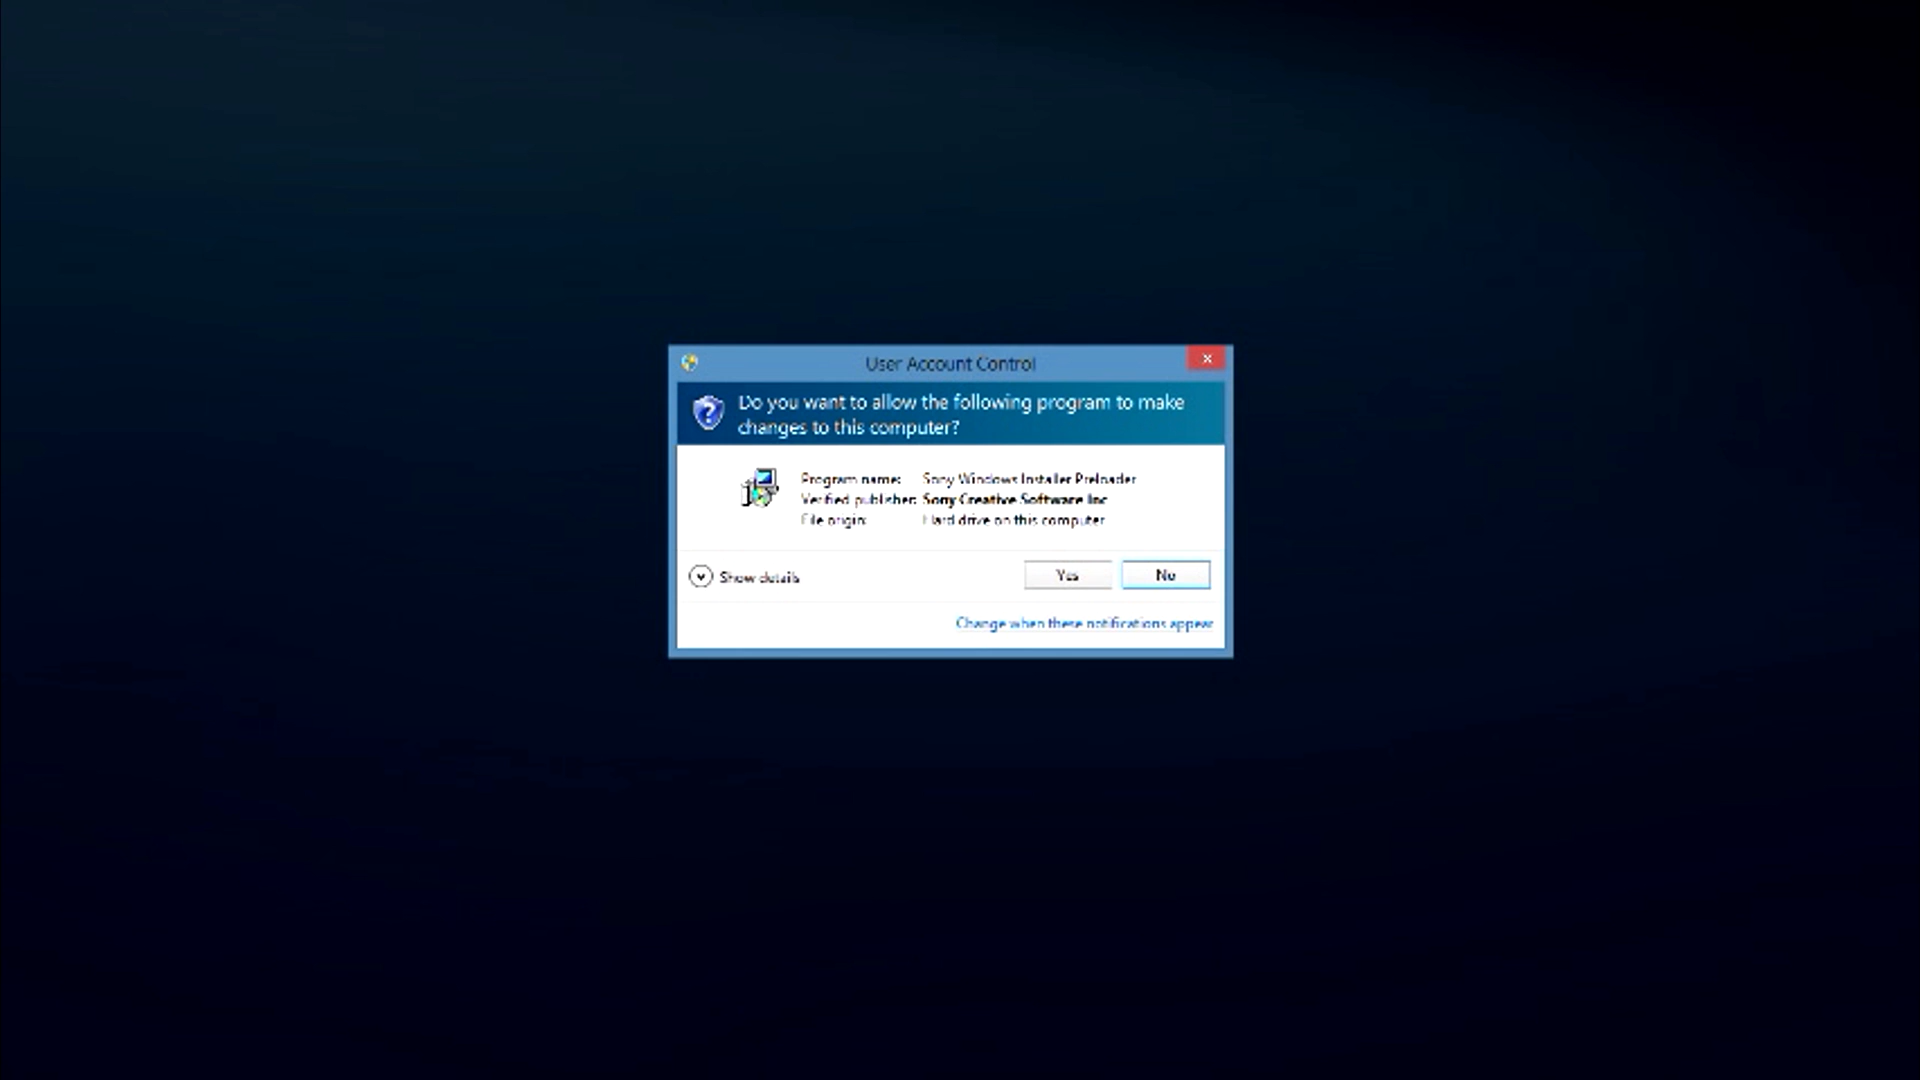 User Account Control
Do you want to allow the following program to make
changes to this computer?
Program name: Sony Windows Installer Preloader
Verified publisher: Sony Creative Software Inc
File origin: Hard drive on this computer
Show details
Yes
No
Change when these notifications appear